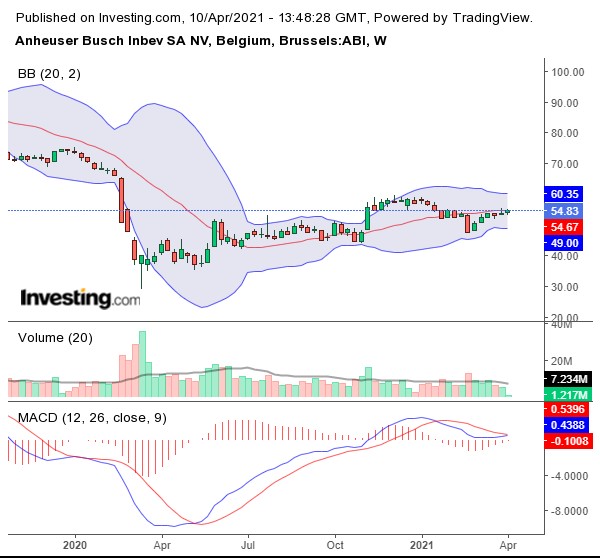 Published on Investing.com, 10/Apr/2021 - 13:48:28 GMT, Powered by TradingView.
Anheuser Busch Inbev SA NV, Belgium, Brussels:ABI, W
BB (20, 2)
100.00
90.00
80.00
70.00
60.35
54.83
54.67
49.00
40.00
30.00
20.00
Investing.com
Volume (20)
40M
20M
7.234M
1.217M
MACD (12, 26, close, 9)
0.5396
0.4388
-0.1008
-4.0000
-8.0000
2020
Apr
Jul
Oct
2021
Apr